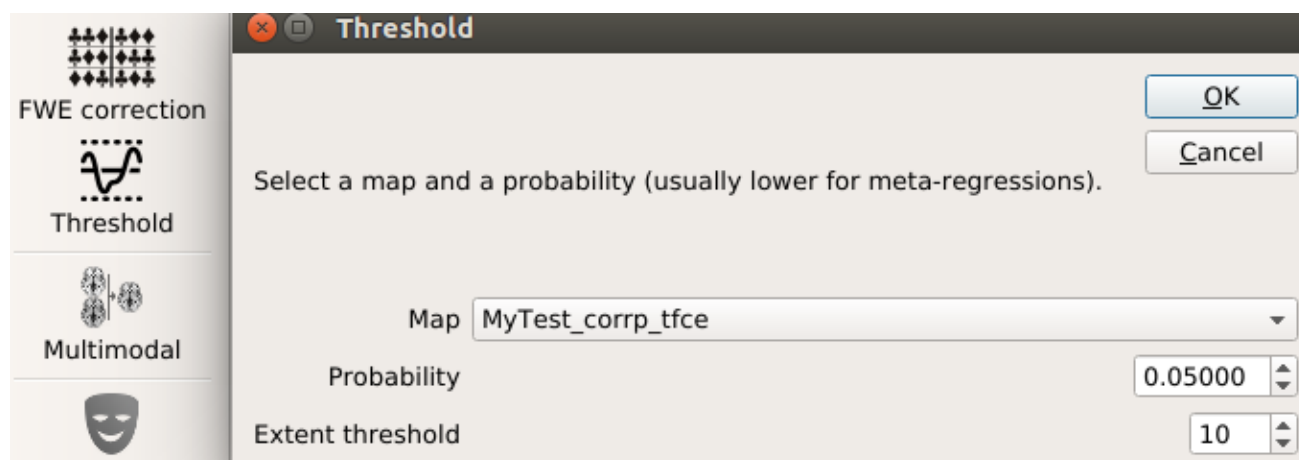 FWE correction
Threshold
Multimodal
Threshold
OK
Cancel
Select a map and a probability (usually lower for meta-regressions).
Map MyTest_corrp_tfce
Probability 0.05000
Extent threshold 10